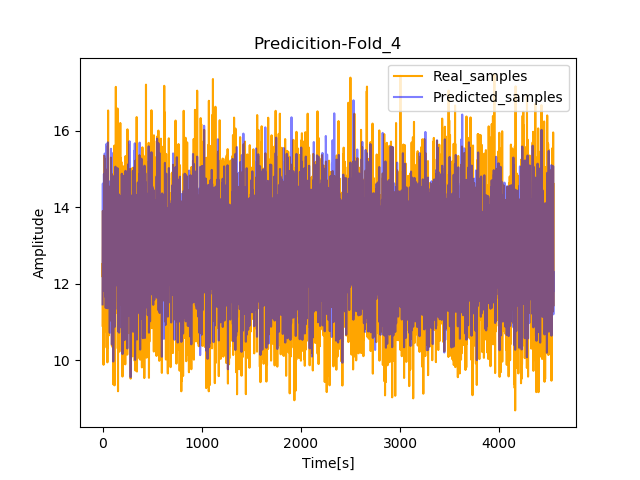 Predicition-Fold_4
Real_samples
Predicted_samples
16
14
12
10
Amplitude
0 1000 2000 3000 4000
Time[s]